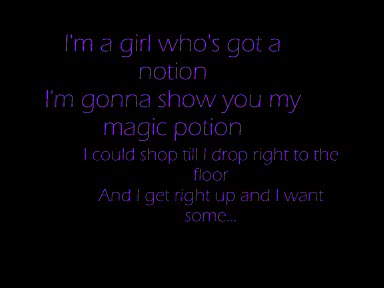 I'm a girl who's got a
notion
I'm gonna show you my
magic potion
I could shop till I drop right to the
floor
And I get right up and I want
some...